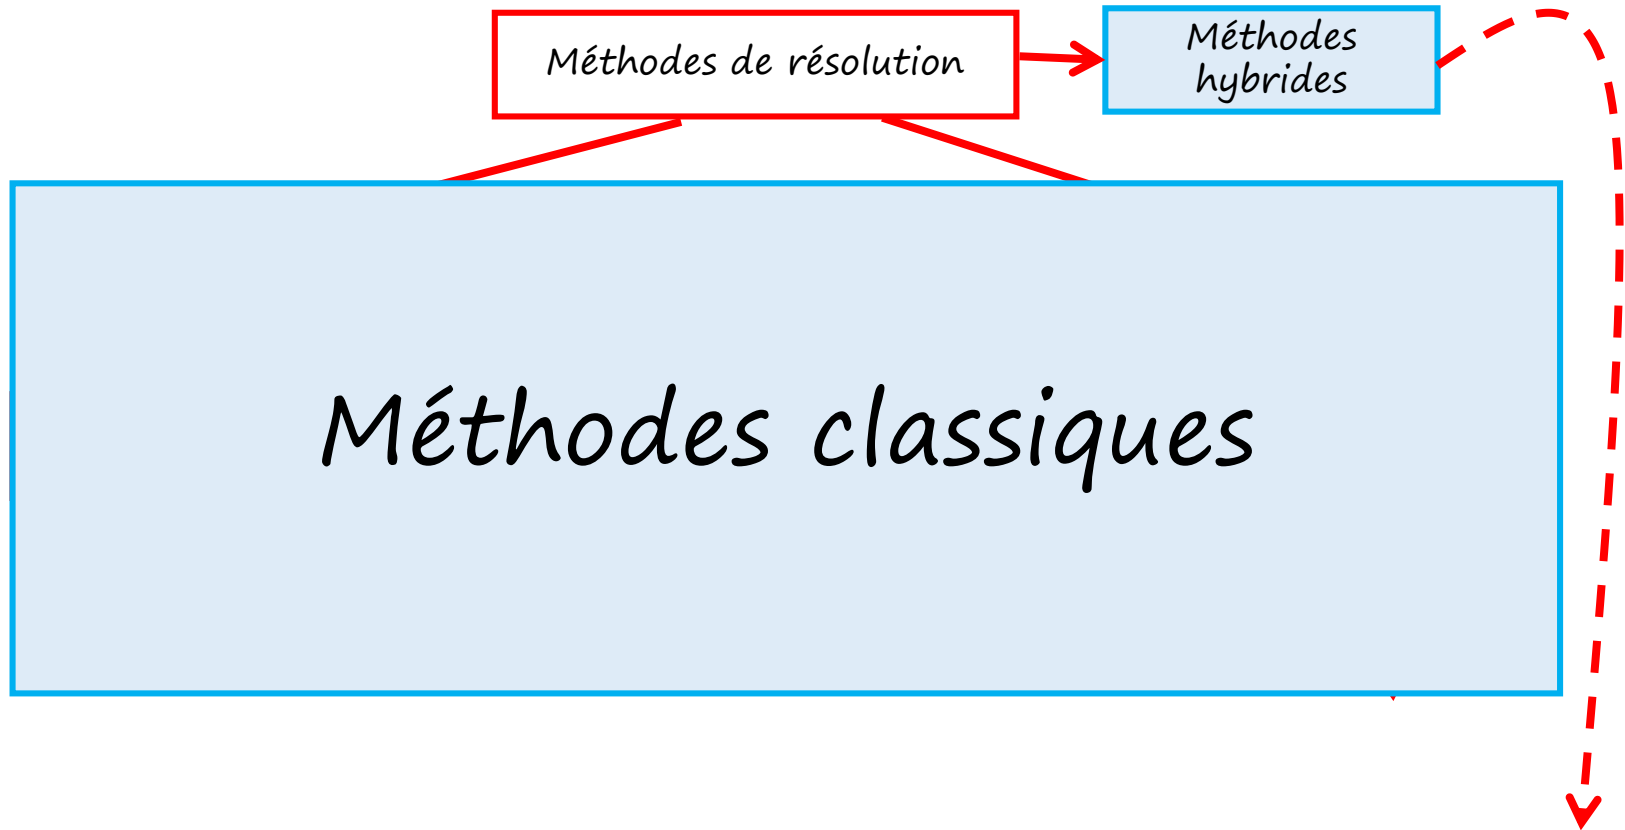 Méthodes de résolution
Méthodes
hybrides
Méthodes classiques